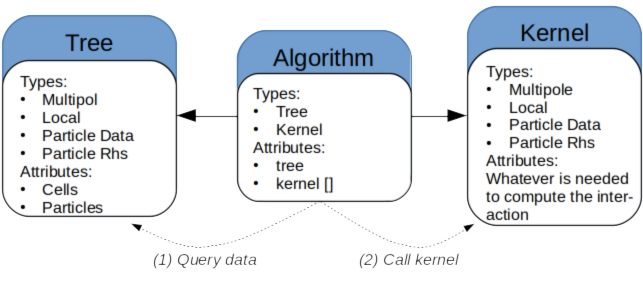 Tree
Types:
• Multipol
• Local
• Particle Data
• Particle Rhs
Attributes:
• Cells
• Particles
Algorithm
Types:
• Tree
• Kernel
Attributes:
• tree
• kernel []
Kernel
Types:
• Multipole
• Local
• Particle Data
• Particle Rhs
Attributes:
Whatever is needed
to compute the inter-
action
(1) Query data
(2) Call kernel